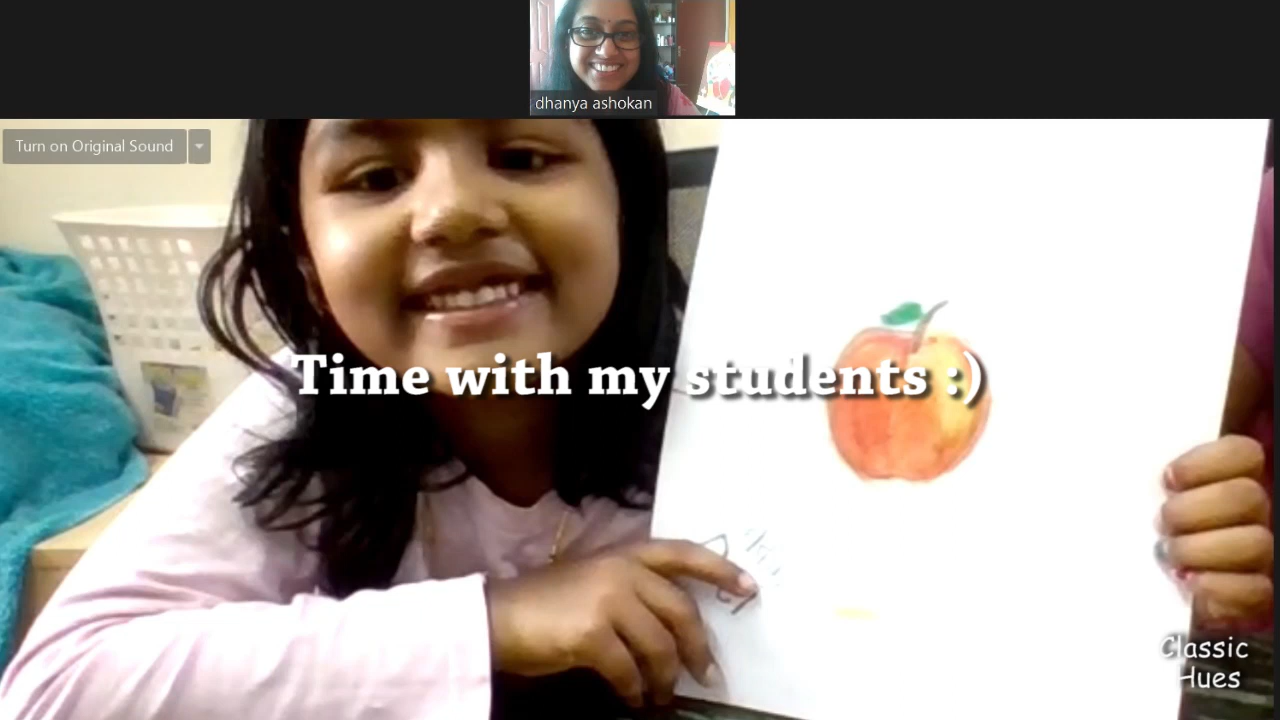 dhanya ashokan
Turn on Original Sound
Time with my students :)
Classic
Hues